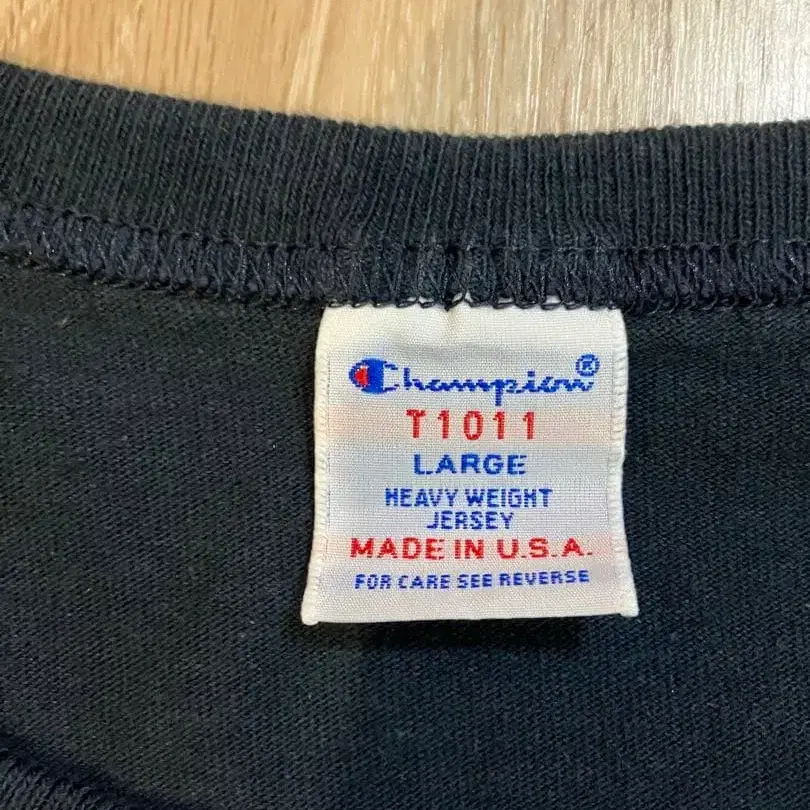 Champion®
T1011
LARGE
HEAVY WEIGHT
JERSEY
MADE IN U.S.A.
FOR CARE SEE REVERSE